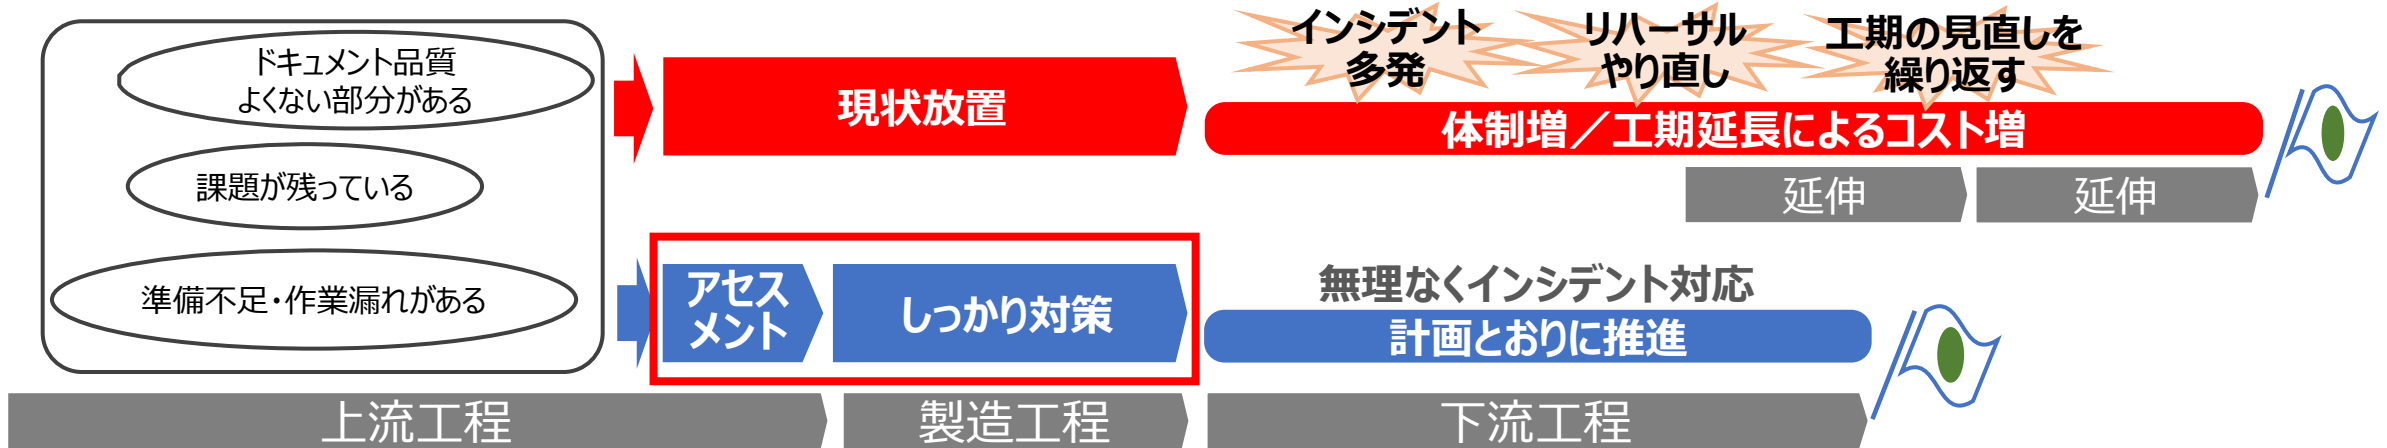 ドキュメント品質
よくない部分がある
課題が残っている
準備不足・作業漏れがある
現状放置
インシデント
多発
リハーサル
やり直し
工期の見直しを
繰り返す
体制増／工期延長によるコスト増
延伸
延伸
アセス
メント
しっかり対策
無理なくインシデント対応
計画とおりに推進
上流工程
製造工程
下流工程